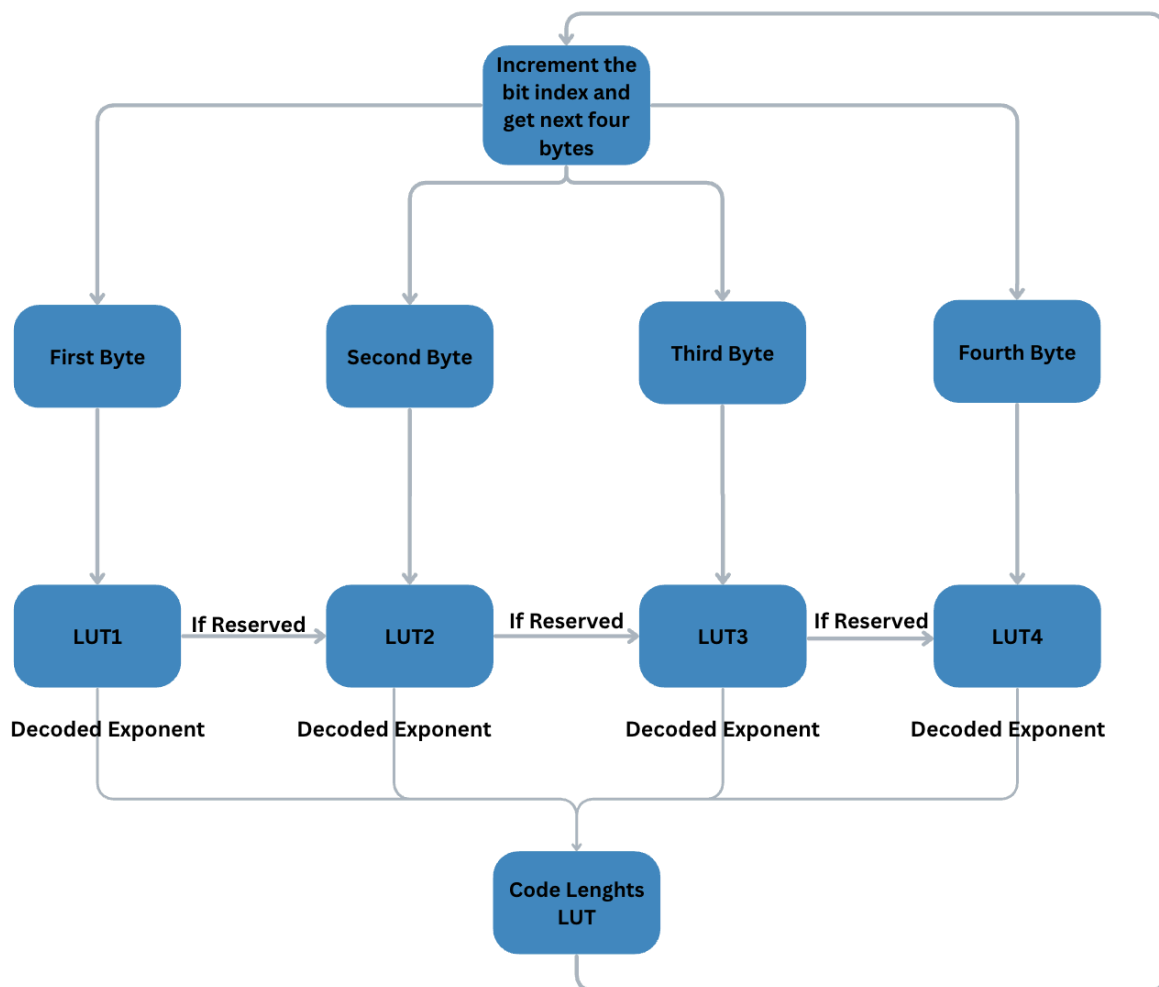 Increment the
bit index and
get next four
bytes
First Byte
Second Byte
Third Byte
Fourth Byte
LUT1
If Reserved
LUT2
If Reserved
LUT3
If Reserved
LUT4
Decoded Exponent
Decoded Exponent
Decoded Exponent
Decoded Exponent
Code Lenghts
LUT